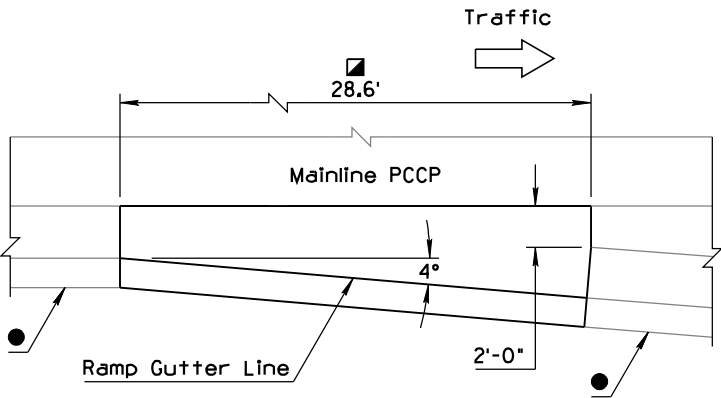 Traffic
28.6'
Mainline PCCP
4°
2'-0"
Ramp Gutter Line